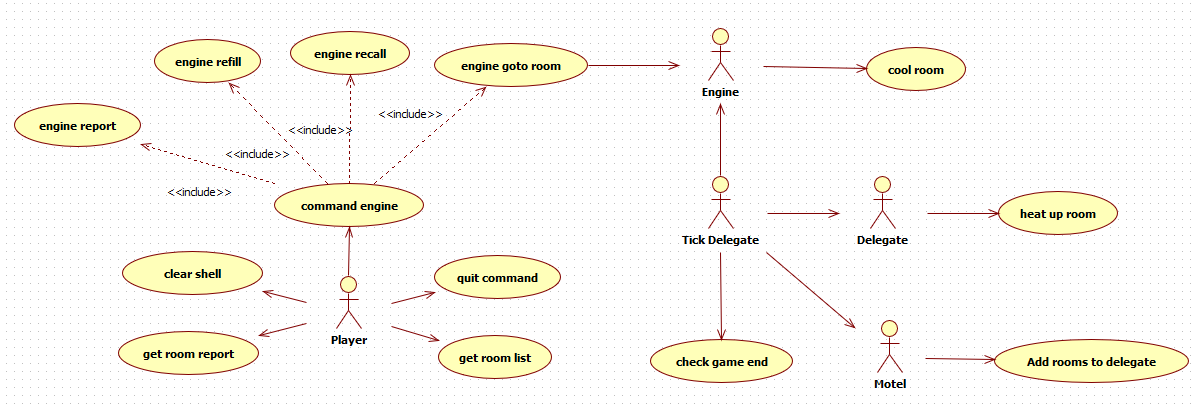 engine refill
engine recall
engine goto room
Engine
cool room
engine report
<<include>>
<<include>>
<<include>>
<<include>>
command engine
Tick Delegate
Delegate
heat up room
clear shell
quit command
Player
get room report
get room list
check game end
Motel
Add rooms to delegate